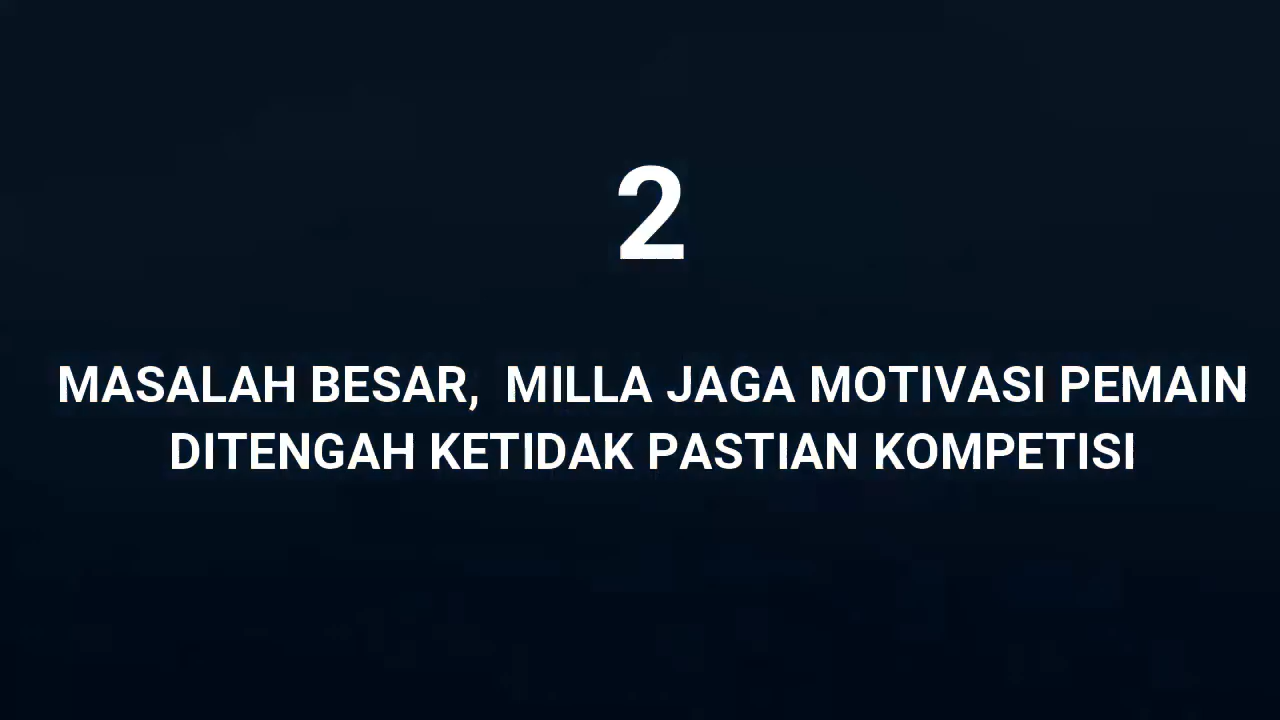 2
MASALAH BESAR,  MILLA JAGA MOTIVASI PEMAIN
DITENGAH KETIDAK PASTIAN KOMPETISI